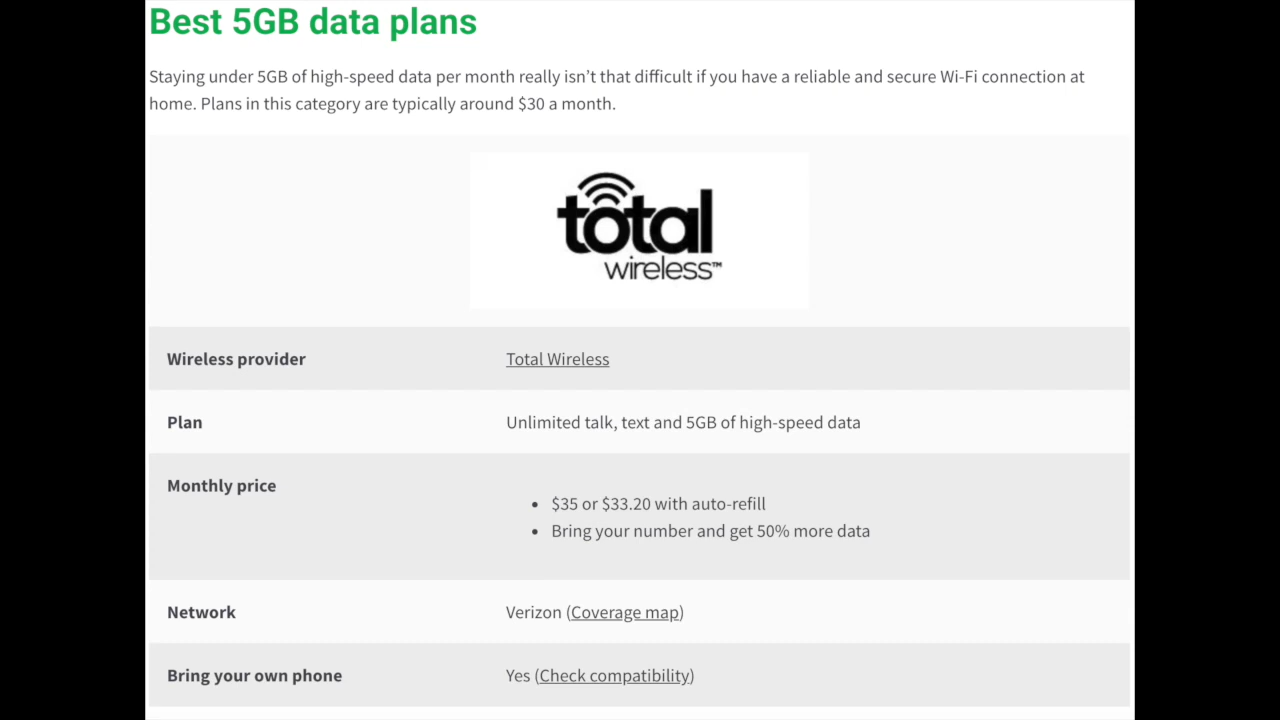 Best 5GB data plans
Staying under 5GB of high-speed data per month really isn’t that difficult if you have a reliable and secure Wi-Fi connection at
home. Plans in this category are typically around $30 a month.
total
wireless™
Wireless provider Total Wireless
Plan Unlimited talk, text and 5GB of high-speed data
Monthly price
• $35 or $33.20 with auto-refill
• Bring your number and get 50% more data
Network Verizon (Coverage map)
Bring your own phone Yes (Check compatibility)